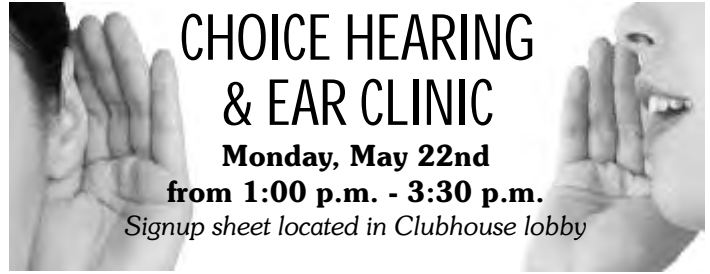 CHOICE HEARING
& EAR CLINIC
Monday, May 22nd
from 1:00 p.m. - 3:30 p.m.
Signup sheet located in Clubhouse lobby